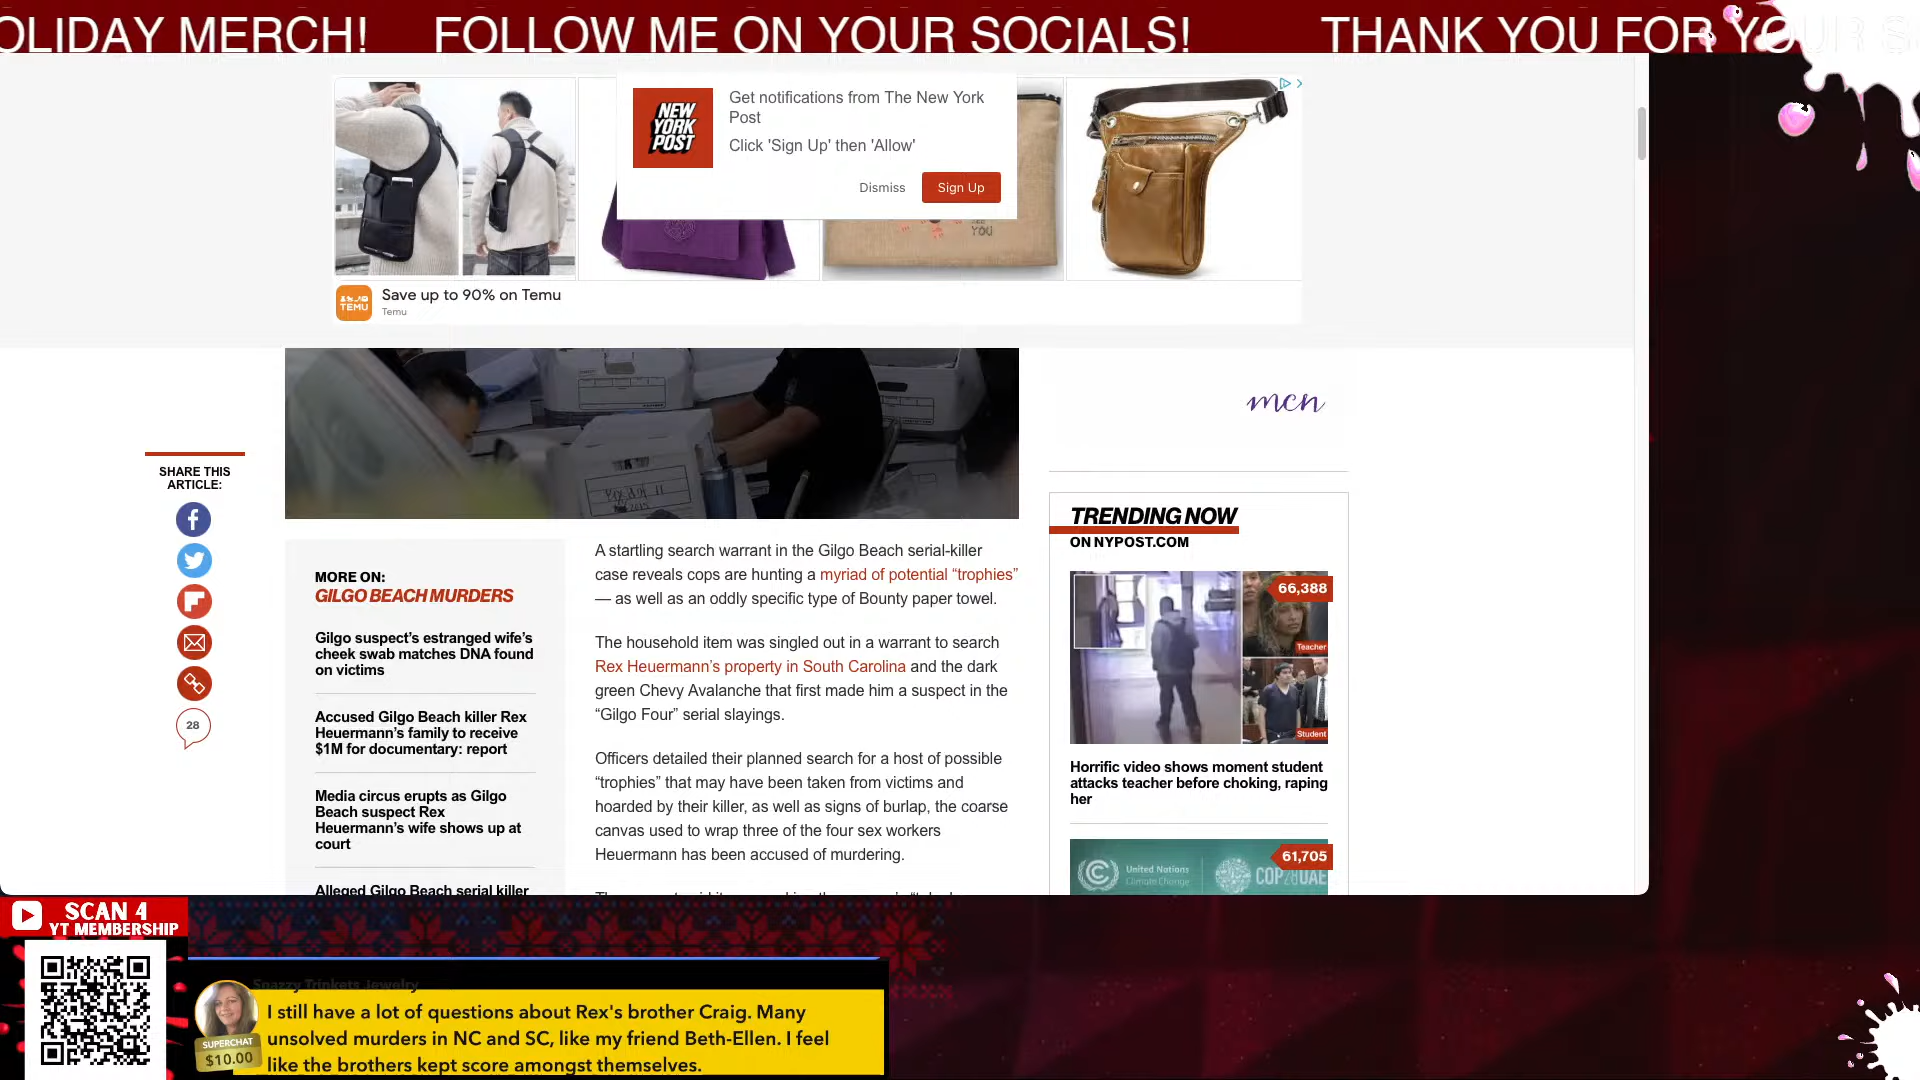 OLIDAY MERCH! FOLLOW ME ON YOUR SOCIALS! THANK YOU FOR YOUR S
Get notifications from The New York
Post
Click 'Sign Up' then 'Allow'
Dismiss Sign Up
NEW
YORK
POST
YOU
TEMU
Save up to 90% on Temu
Temu
mcn
SHARE THIS
ARTICLE:
28
MORE ON:
GILGO BEACH MURDERS
Gilgo suspect’s estranged wife’s
cheek swab matches DNA found
on victims
Accused Gilgo Beach killer Rex
Heuermann’s family to receive
$1M for documentary: report
Media circus erupts as Gilgo
Beach suspect Rex
Heuermann’s wife shows up at
court
Alleged Gilgo Beach serial killer
A startling search warrant in the Gilgo Beach serial-killer
case reveals cops are hunting a myriad of potential “trophies”
— as well as an oddly specific type of Bounty paper towel.
The household item was singled out in a warrant to search
Rex Heuermann’s property in South Carolina and the dark
green Chevy Avalanche that first made him a suspect in the
“Gilgo Four” serial slayings.
Officers detailed their planned search for a host of possible
“trophies” that may have been taken from victims and
hoarded by their killer, as well as signs of burlap, the coarse
canvas used to wrap three of the four sex workers
Heuermann has been accused of murdering.
TRENDING NOW
ON NYPOST.COM
66,388
Teacher
Student
Horrific video shows moment student
attacks teacher before choking, raping
her
61,705
United Nations
Climate Change
COP28UAE
SCAN 4
YT MEMBERSHIP
Snazzy Trinkets Jewelry
I still have a lot of questions about Rex's brother Craig. Many
unsolved murders in NC and SC, like my friend Beth-Ellen. I feel
like the brothers kept score amongst themselves.
SUPERCHAT
$10.00